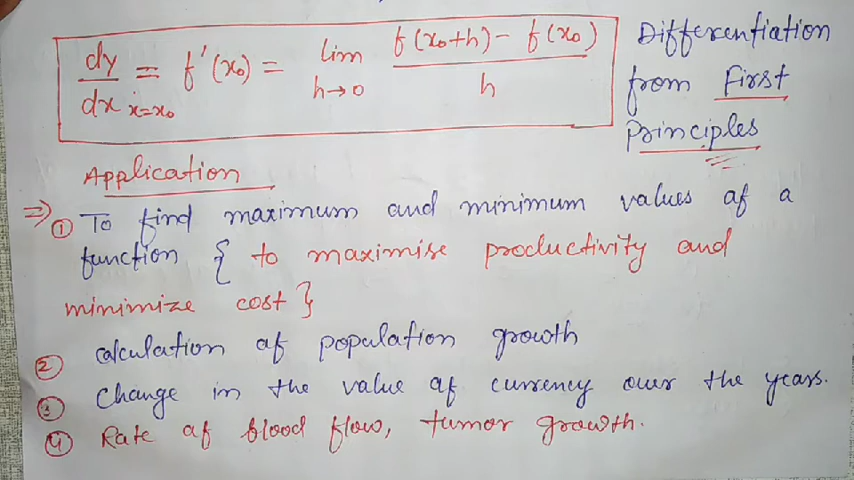 dy/dx x=x₀ = f'(x₀) = lim h→0 f(x₀+h) - f(x₀) / h
Differentiation
from First
Principles
Application
⇒ ① To find maximum and minimum values of a
function { to maximise productivity and
minimize cost }
② Calculation of population growth
③ Change in the value of currency over the years.
④ Rate of blood flow, tumor growth.